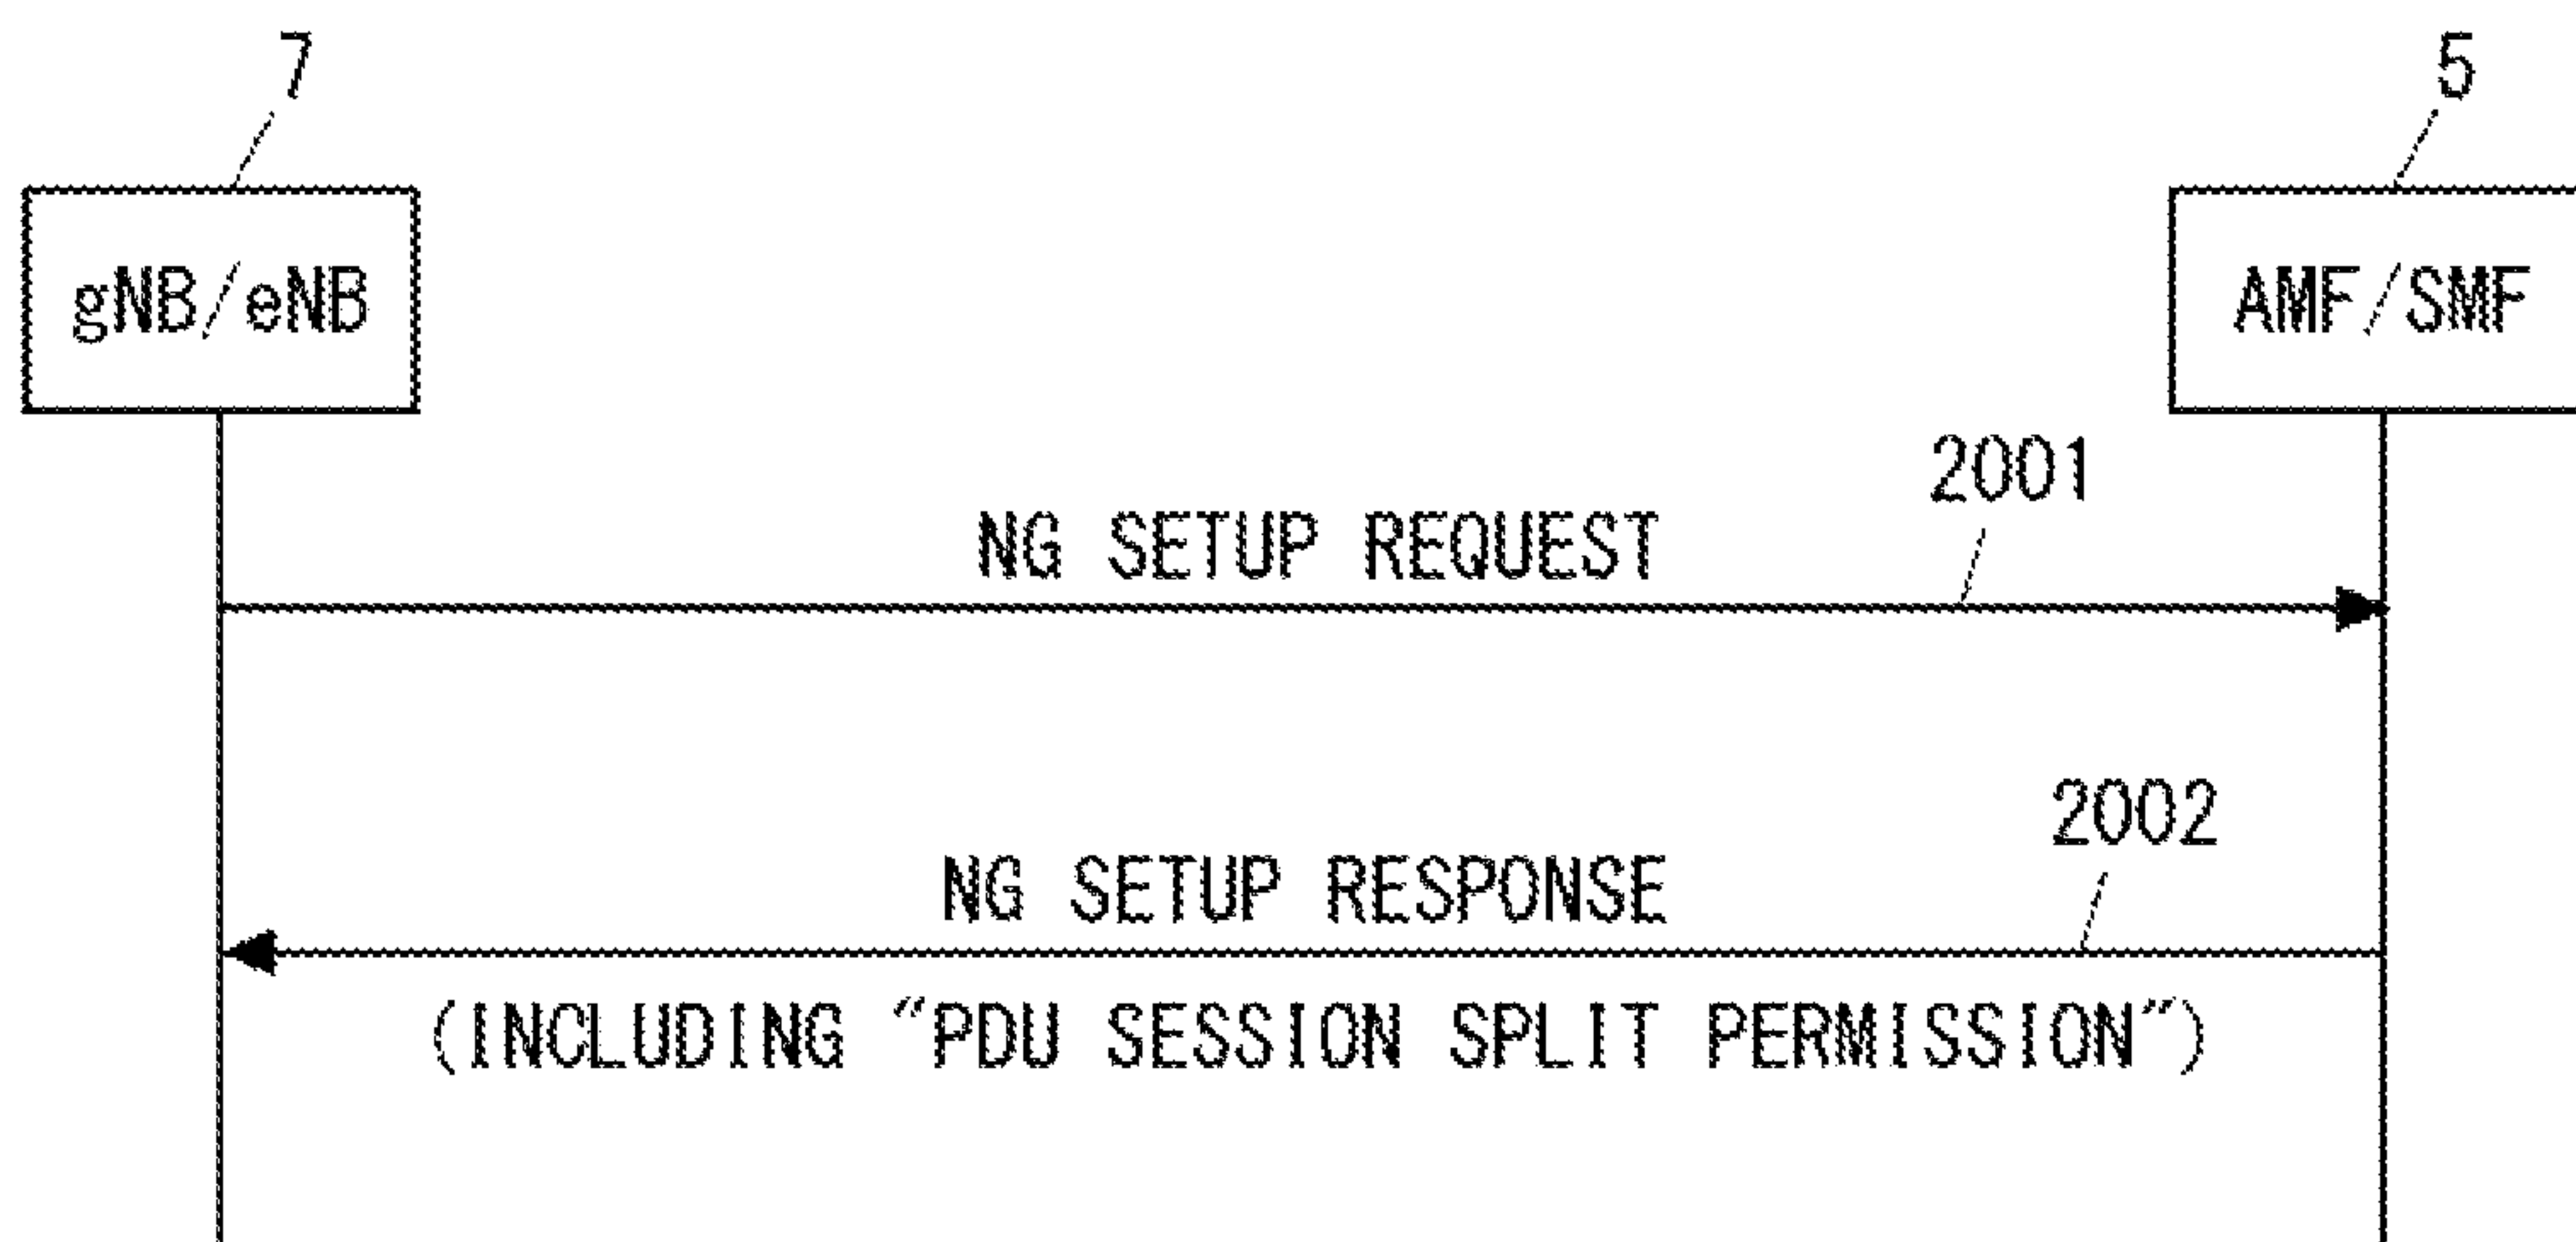 7
5
gNB/eNB
AMF/SMF
2001
NG SETUP REQUEST
2002
NG SETUP RESPONSE
(INCLUDING "PDU SESSION SPLIT PERMISSION")